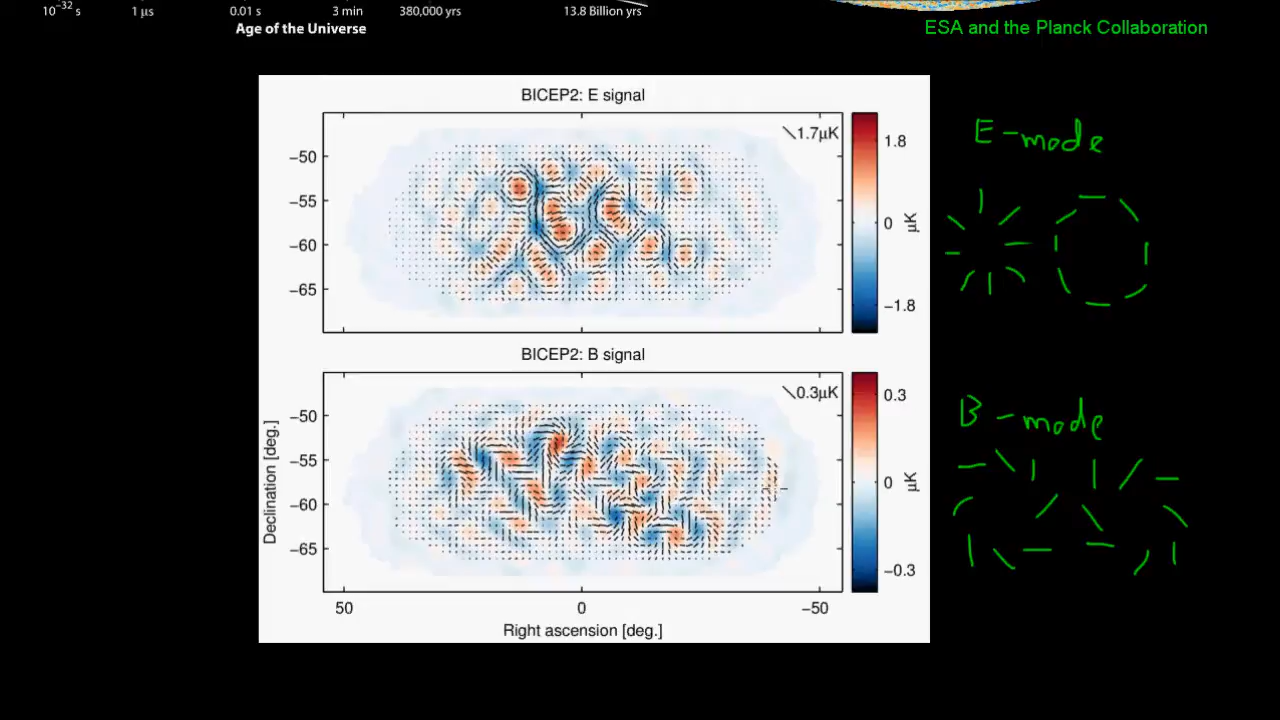 10⁻³² s 1 µs 0.01 s 3 min 380,000 yrs 13.8 Billion yrs
Age of the Universe
ESA and the Planck Collaboration
BICEP2: E signal
1.7µK
−50
−55
−60
−65
1.8
0
−1.8
µK
E-mode
BICEP2: B signal
0.3µK
−50
−55
−60
−65
Declination [deg.]
0.3
0
−0.3
µK
B-mode
50 0 −50
Right ascension [deg.]